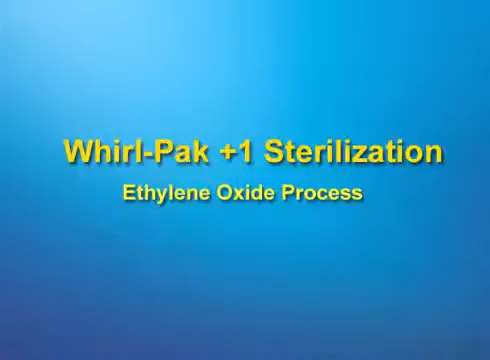 Whirl-Pak +1 Sterilization
Ethylene Oxide Process